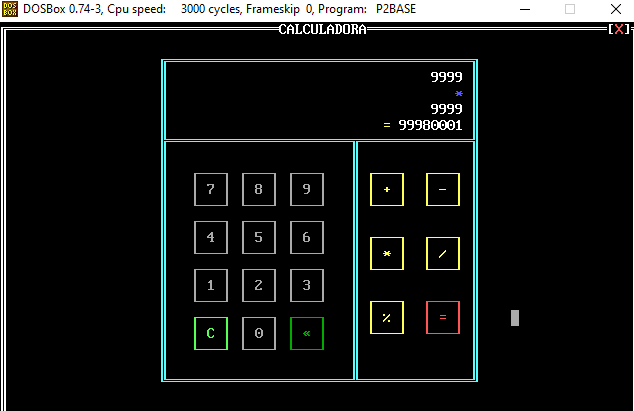 DOSBox 0.74-3, Cpu speed: 3000 cycles, Frameskip 0, Program: P2BASE
CALCULADORA [X]
9999
*
9999
= 99980001
7 8 9 + -
4 5 6 * /
1 2 3
C 0 « % =